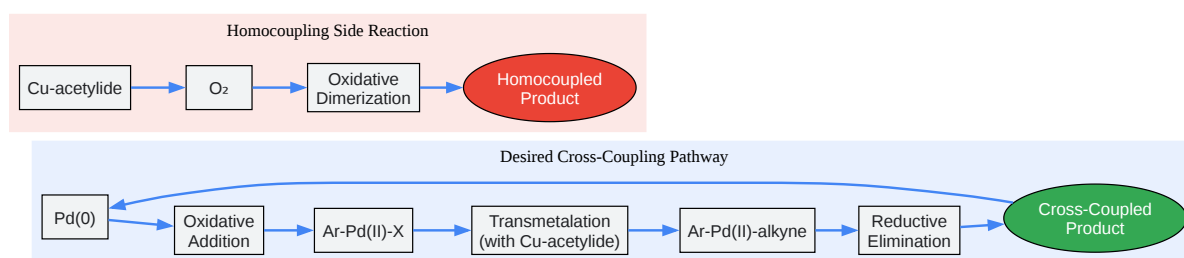 Homocoupling Side Reaction
Cu-acetylide
O₂
Oxidative
Dimerization
Homocoupled
Product
Desired Cross-Coupling Pathway
Pd(0)
Oxidative
Addition
Ar-Pd(II)-X
Transmetalation
(with Cu-acetylide)
Ar-Pd(II)-alkyne
Reductive
Elimination
Cross-Coupled
Product